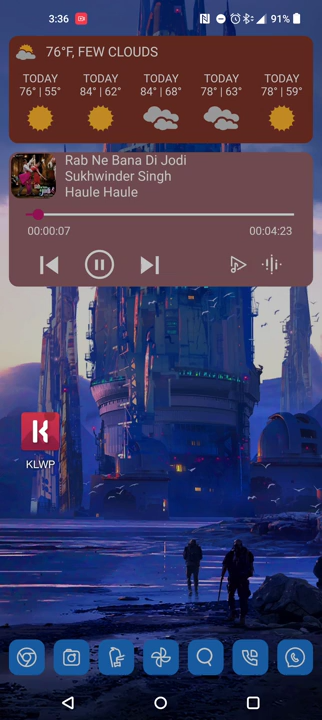 3:36
91%
76°F, FEW CLOUDS
TODAY TODAY TODAY TODAY TODAY
76° | 55° 84° | 62° 84° | 68° 78° | 63° 78° | 59°
Rab Ne Bana Di Jodi
Sukhwinder Singh
Haule Haule
00:00:07 00:04:23
KLWP